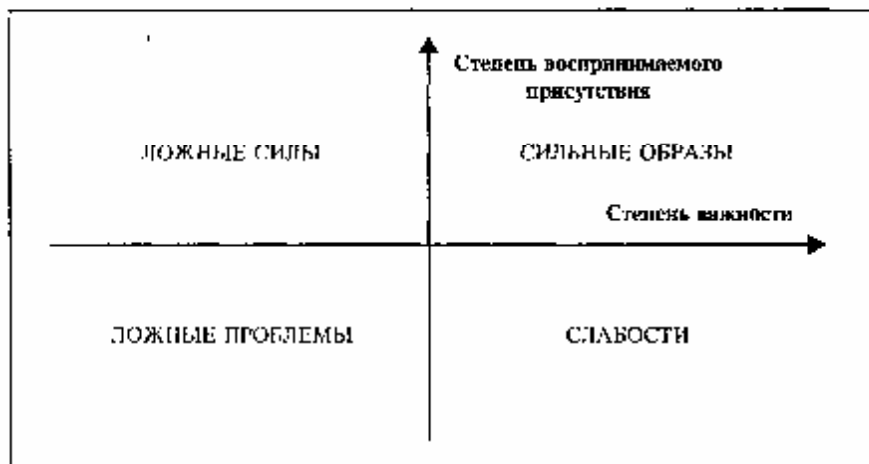 Степень воспринимаемого
присутствия
ЛОЖНЫЕ СИЛЫ
СИЛЬНЫЕ ОБРАЗЫ
Степень важности
ЛОЖНЫЕ ПРОБЛЕМЫ
СЛАБОСТИ